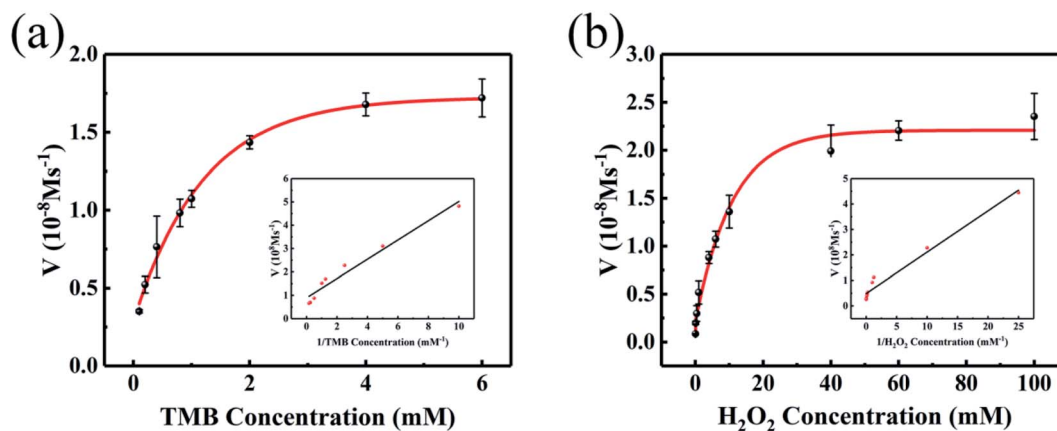 (a)
2.0
1.5
1.0
0.5
0.0
V (10⁻⁸Ms⁻¹)
0 2 4 6
TMB Concentration (mM)
6
5
4
3
2
1
0
V (10⁸Ms⁻¹)
0 2 4 6 8 10
1/TMB Concentration (mM⁻¹)
(b)
3.0
2.5
2.0
1.5
1.0
0.5
0.0
V (10⁻⁸Ms⁻¹)
0 20 40 60 80 100
H₂O₂ Concentration (mM)
5
4
3
2
1
0
V (10⁸Ms⁻¹)
0 5 10 15 20 25
1/H₂O₂ Concentration (mM⁻¹)